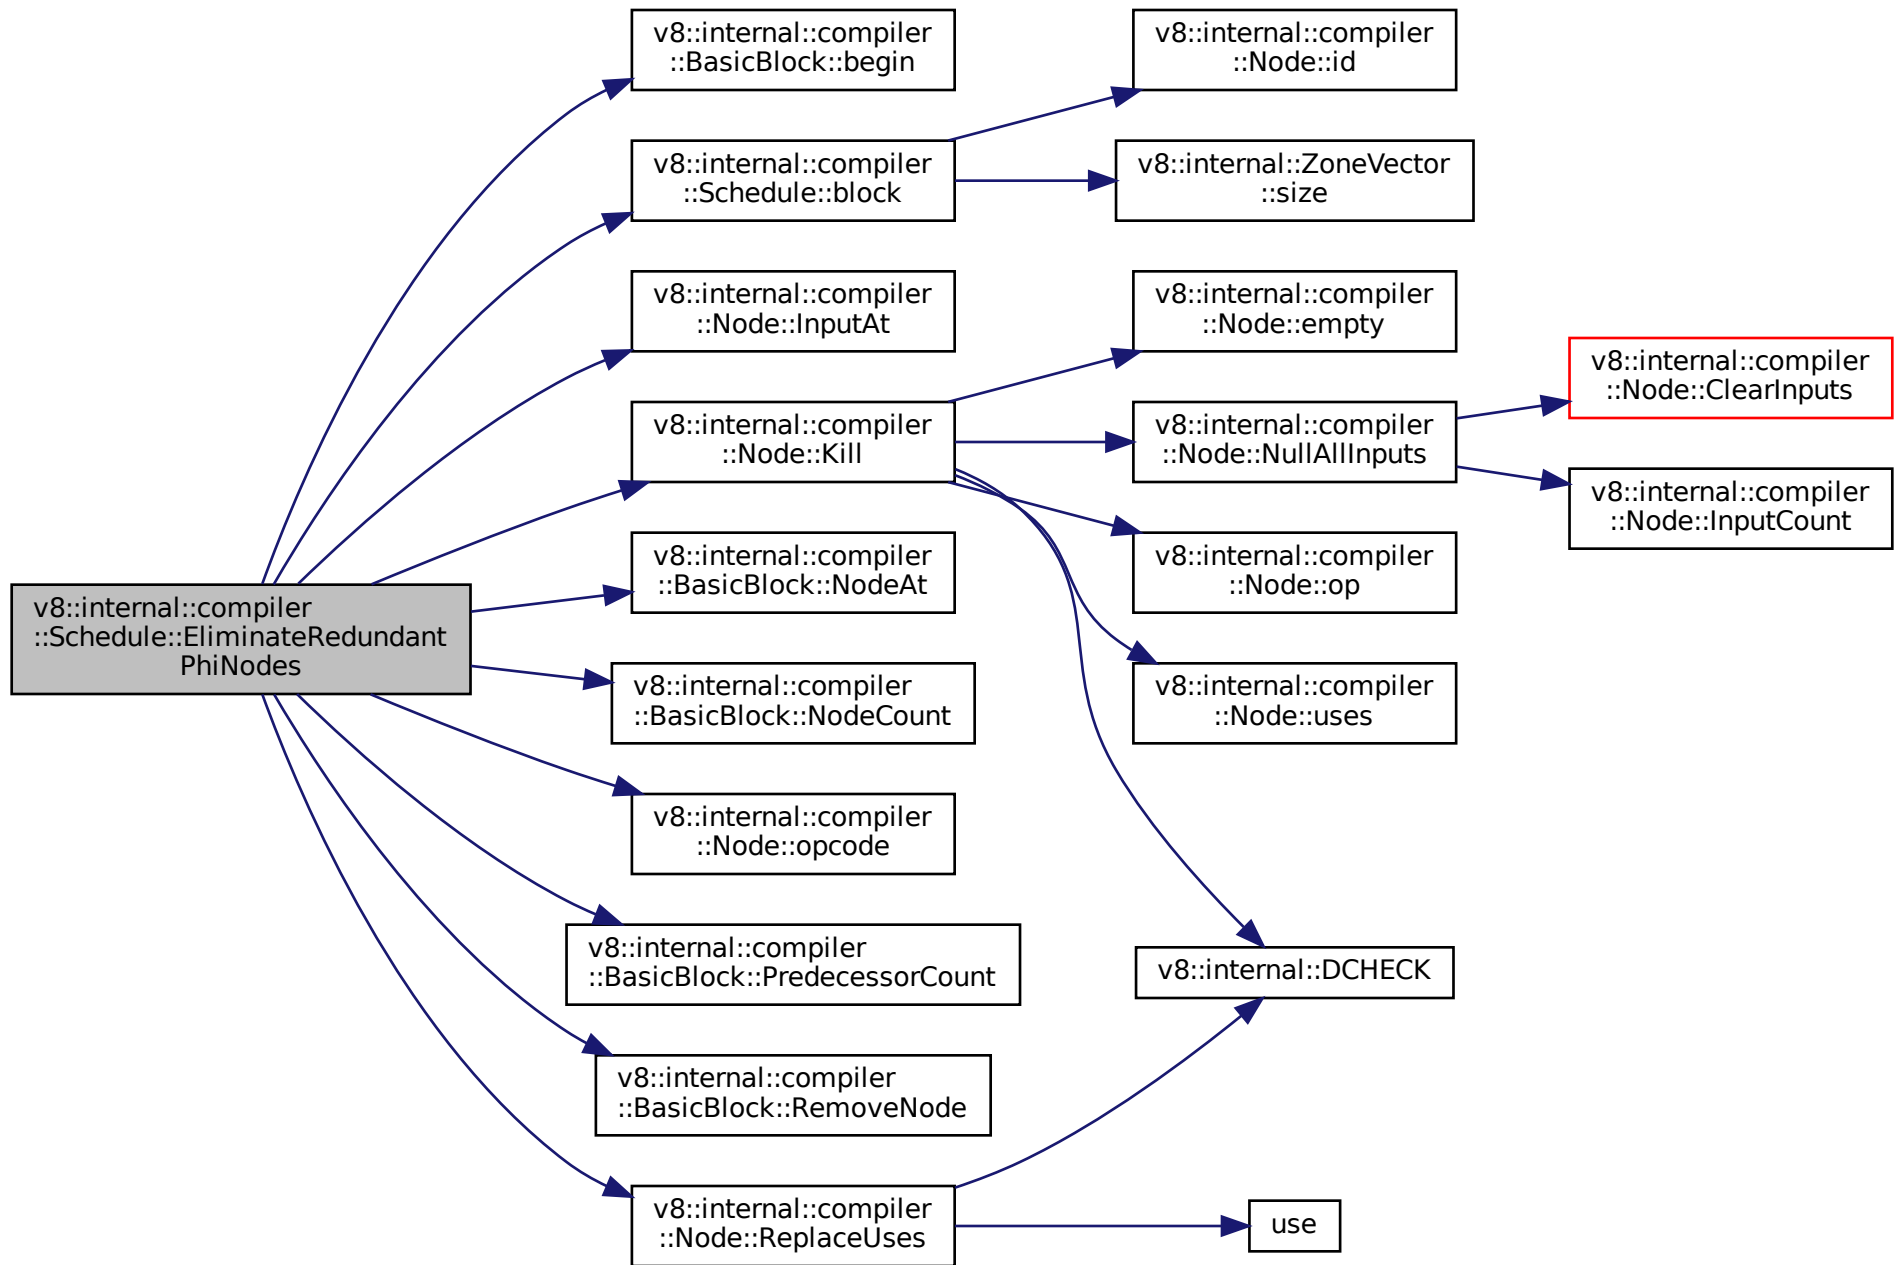 v8::internal::compiler
::Schedule::EliminateRedundant
PhiNodes
v8::internal::compiler
::BasicBlock::begin
v8::internal::compiler
::Schedule::block
v8::internal::compiler
::Node::InputAt
v8::internal::compiler
::Node::Kill
v8::internal::compiler
::BasicBlock::NodeAt
v8::internal::compiler
::BasicBlock::NodeCount
v8::internal::compiler
::Node::opcode
v8::internal::compiler
::BasicBlock::PredecessorCount
v8::internal::compiler
::BasicBlock::RemoveNode
v8::internal::compiler
::Node::ReplaceUses
v8::internal::compiler
::Node::id
v8::internal::ZoneVector
::size
v8::internal::compiler
::Node::empty
v8::internal::compiler
::Node::NullAllInputs
v8::internal::compiler
::Node::op
v8::internal::compiler
::Node::uses
v8::internal::DCHECK
use
v8::internal::compiler
::Node::ClearInputs
v8::internal::compiler
::Node::InputCount